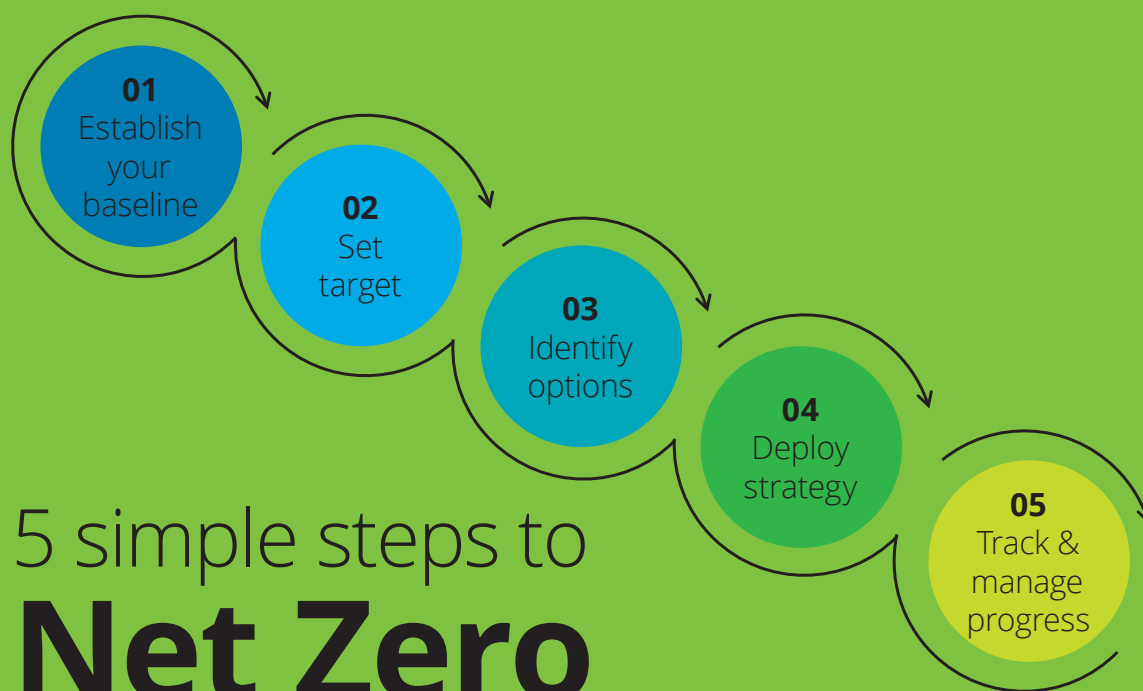 01
Establish
your
baseline
02
Set
target
03
Identify
options
04
Deploy
strategy
05
Track &
manage
progress
5 simple steps to
Net Zero